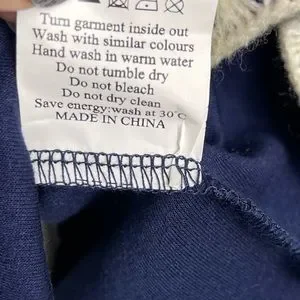 Turn garment inside out
Wash with similar colours
Hand wash in warm water
Do not tumble dry
Do not bleach
Do not dry clean
Save energy:wash at 30°C
MADE IN CHINA